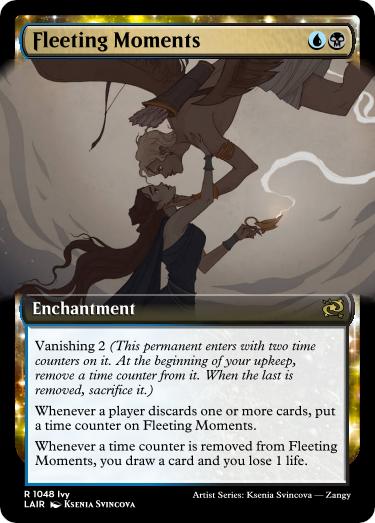 Fleeting Moments
Enchantment
Vanishing 2 (This permanent enters with two time
counters on it. At the beginning of your upkeep,
remove a time counter from it. When the last is
removed, sacrifice it.)
Whenever a player discards one or more cards, put
a time counter on Fleeting Moments.
Whenever a time counter is removed from Fleeting
Moments, you draw a card and you lose 1 life.
R 1048 Ivy
LAIR Ksenia Svincova
Artist Series: Ksenia Svincova — Zangy